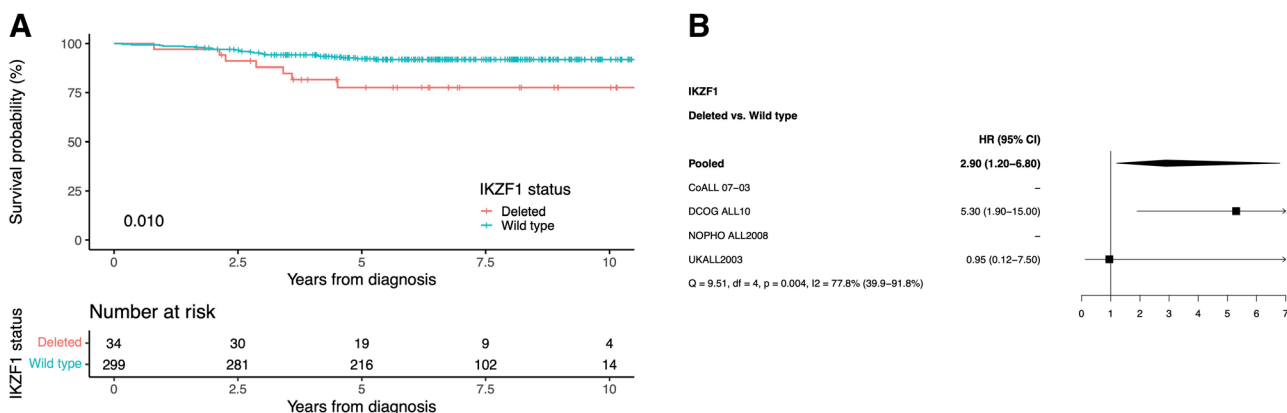 A
Survival probability (%)
100
75
50
25
0
0.010
IKZF1 status
Deleted
Wild type
0 2.5 5 7.5 10
Years from diagnosis
Number at risk
IKZF1 status
Deleted 34 30 19 9 4
Wild type 299 281 216 102 14
0 2.5 5 7.5 10
Years from diagnosis
B
IKZF1
Deleted vs. Wild type
HR (95% CI)
Pooled 2.90 (1.20–6.80)
CoALL 07–03 –
DCOG ALL10 5.30 (1.90–15.00)
NOPHO ALL2008 –
UKALL2003 0.95 (0.12–7.50)
Q = 9.51, df = 4, p = 0.004, I2 = 77.8% (39.9–91.8%)
0 1 2 3 4 5 6 7